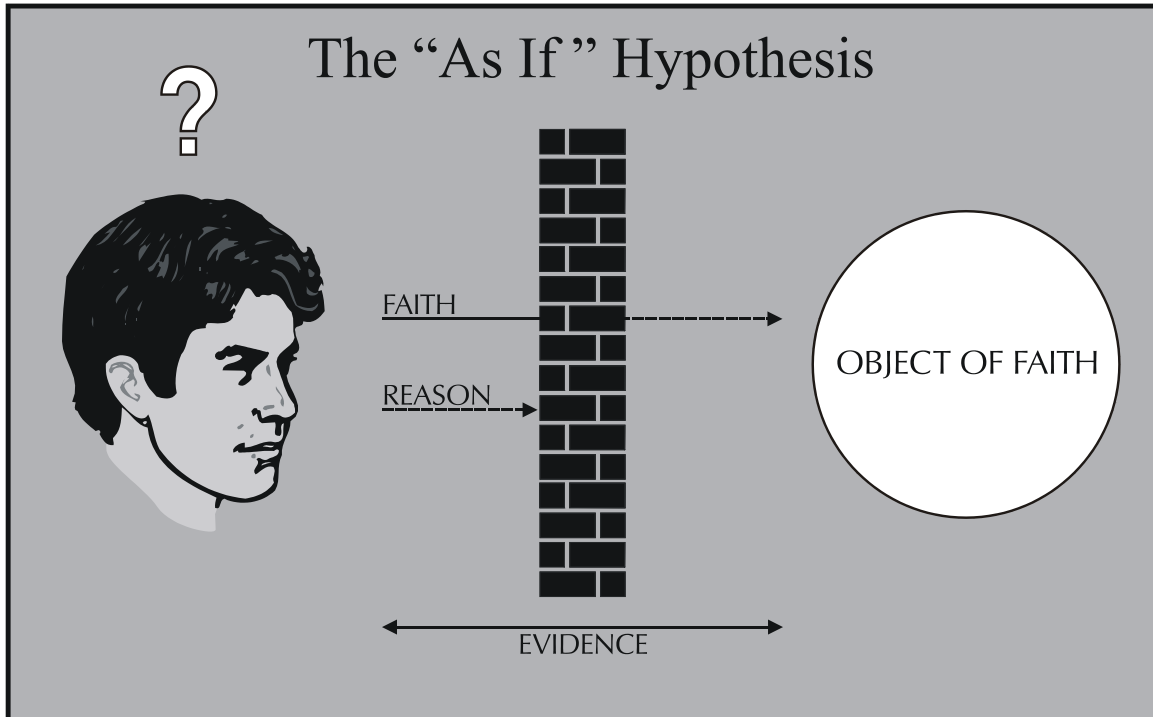 The “As If ” Hypothesis
?
FAITH
REASON
OBJECT OF FAITH
EVIDENCE